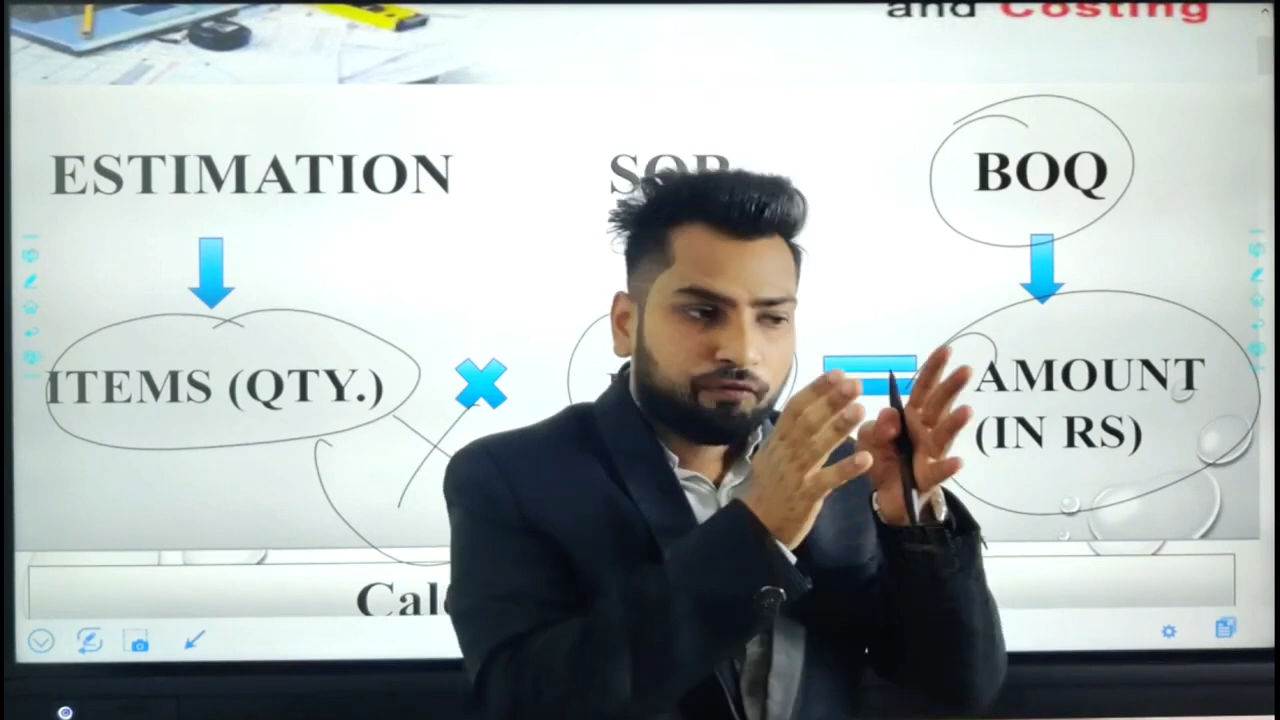 and Costing
ESTIMATION
BOQ
ITEMS (QTY.)
AMOUNT
(IN RS)